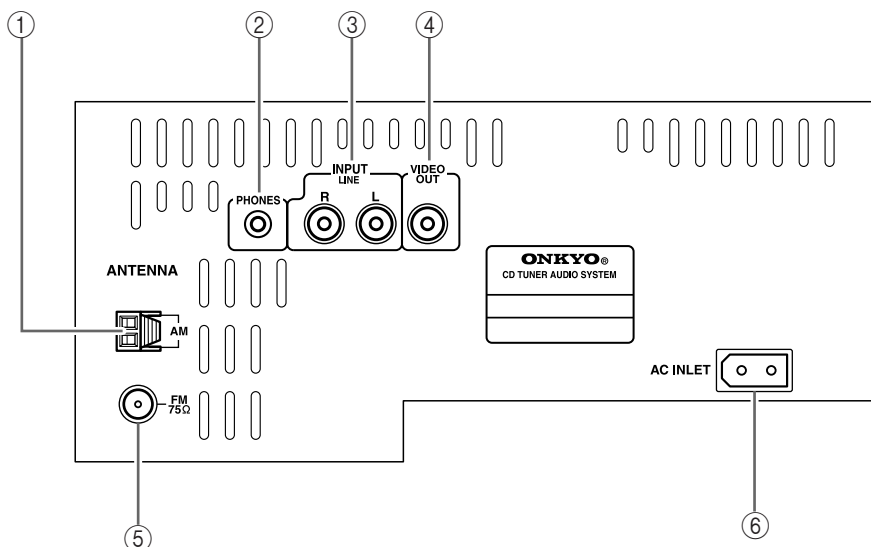 ① ② ③ ④
INPUT
LINE
VIDEO
OUT
PHONES
R L
ANTENNA
ONKYO®
CD TUNER AUDIO SYSTEM
AM
AC INLET
FM
75Ω
⑤ ⑥